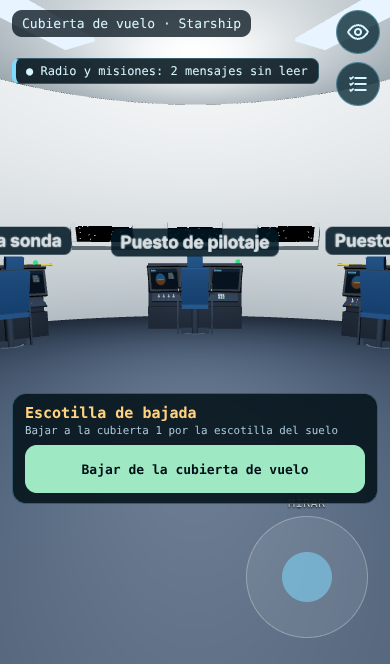 Cubierta de vuelo · Starship
● Radio y misiones: 2 mensajes sin leer
a sonda
Puesto de pilotaje
Puesto
Escotilla de bajada
Bajar a la cubierta 1 por la escotilla del suelo
Bajar de la cubierta de vuelo
MIRAR